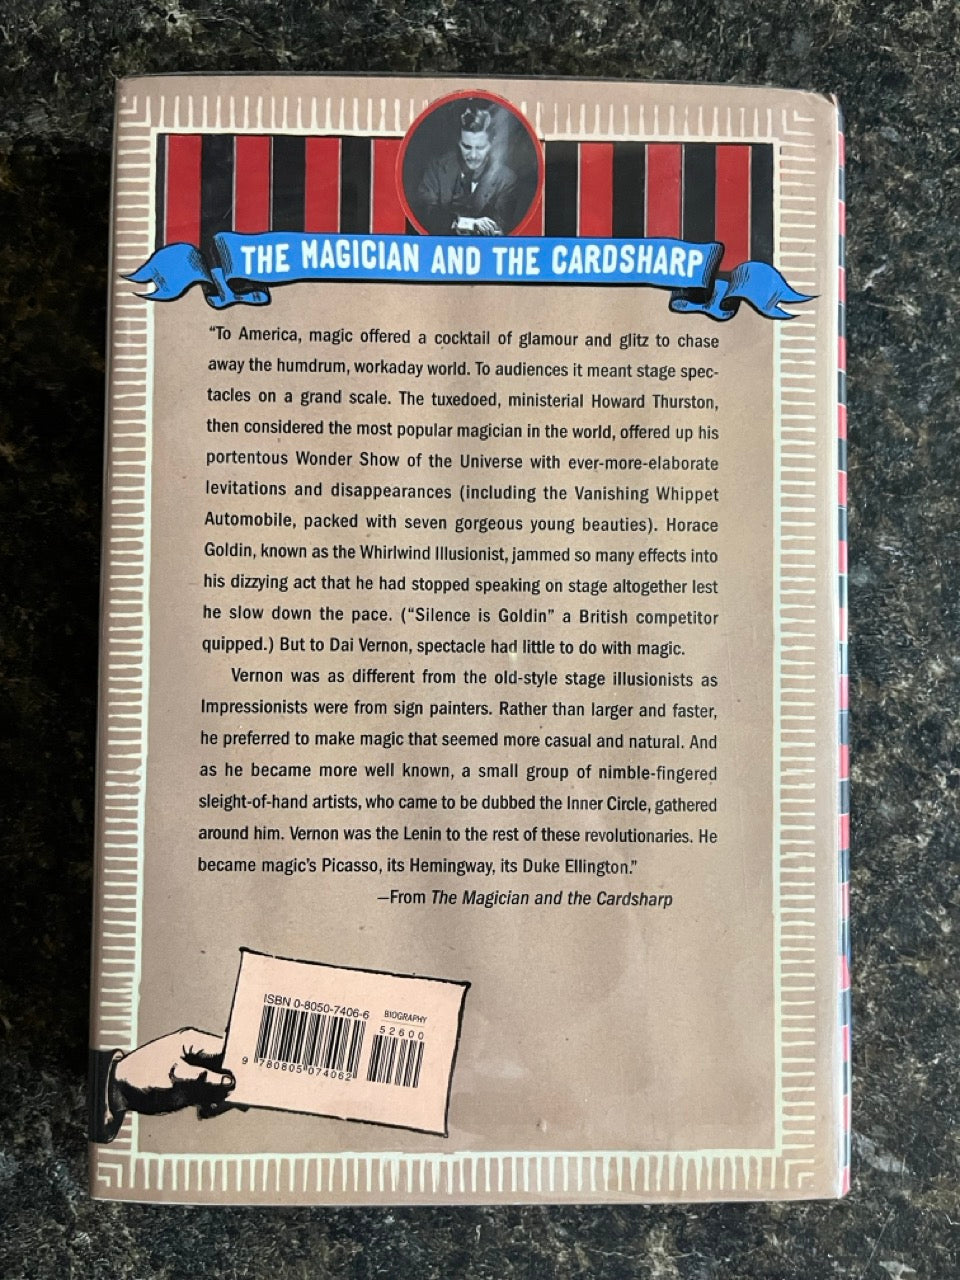 THE MAGICIAN AND THE CARDSHARP
“To America, magic offered a cocktail of glamour and glitz to chase
away the humdrum, workaday world. To audiences it meant stage spec-
tacles on a grand scale. The tuxedoed, ministerial Howard Thurston,
then considered the most popular magician in the world, offered up his
portentous Wonder Show of the Universe with ever-more-elaborate
levitations and disappearances (including the Vanishing Whippet
Automobile, packed with seven gorgeous young beauties). Horace
Goldin, known as the Whirlwind Illusionist, jammed so many effects into
his dizzying act that he had stopped speaking on stage altogether lest
he slow down the pace. (“Silence is Goldin” a British competitor
quipped.) But to Dai Vernon, spectacle had little to do with magic.
Vernon was as different from the old-style stage illusionists as
Impressionists were from sign painters. Rather than larger and faster,
he preferred to make magic that seemed more casual and natural. And
as he became more well known, a small group of nimble-fingered
sleight-of-hand artists, who came to be dubbed the Inner Circle, gathered
around him. Vernon was the Lenin to the rest of these revolutionaries. He
became magic’s Picasso, its Hemingway, its Duke Ellington.”
—From The Magician and the Cardsharp
ISBN 0-8050-7406-6
BIOGRAPHY
52600
9 780805 074062